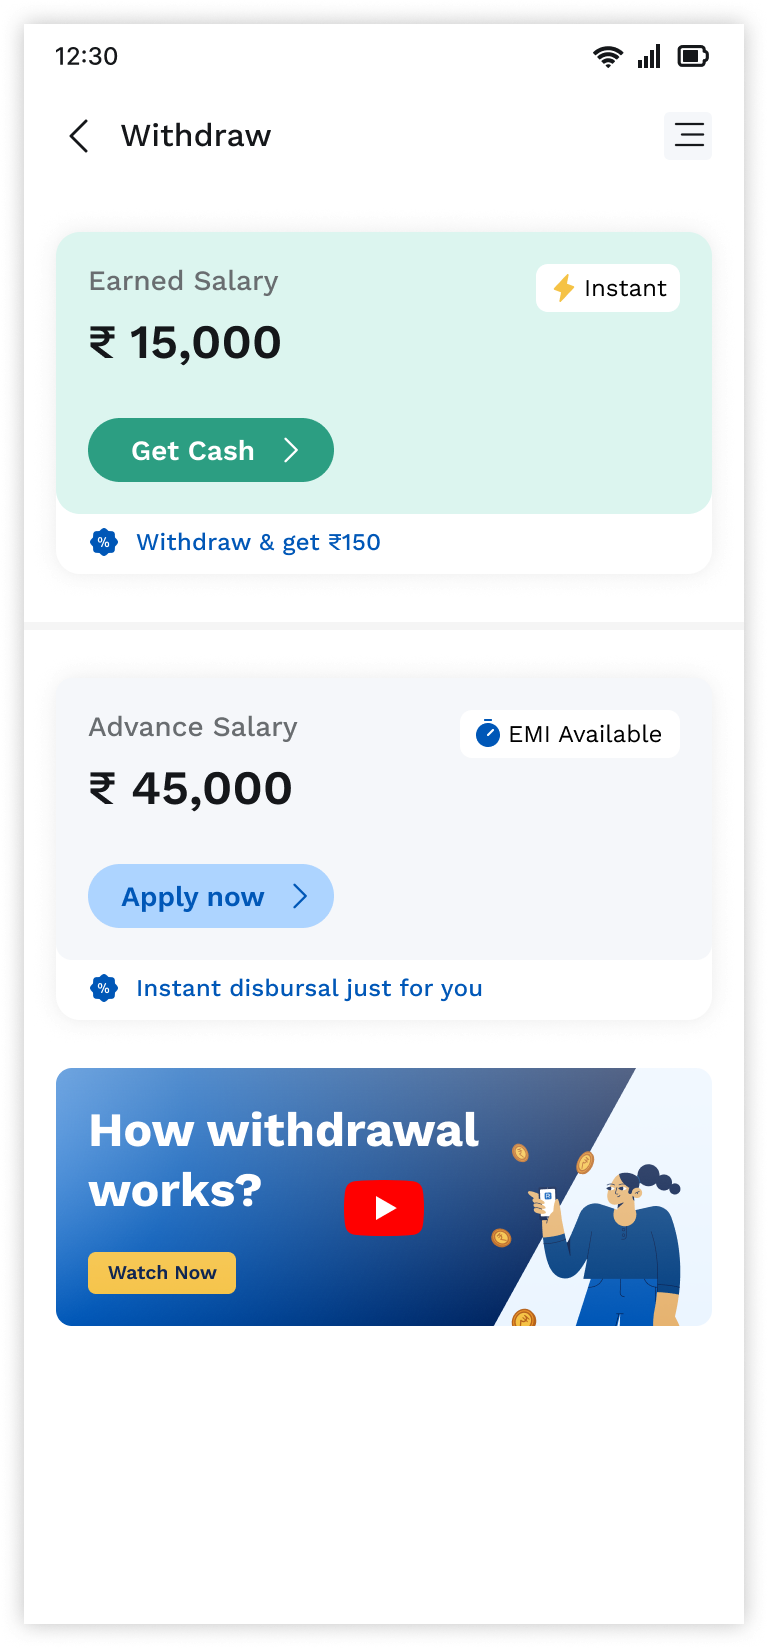 12:30
Withdraw
Earned Salary
Instant
₹ 15,000
Get Cash
% Withdraw & get ₹150
Advance Salary
EMI Available
₹ 45,000
Apply now
% Instant disbursal just for you
How withdrawal
works?
Watch Now